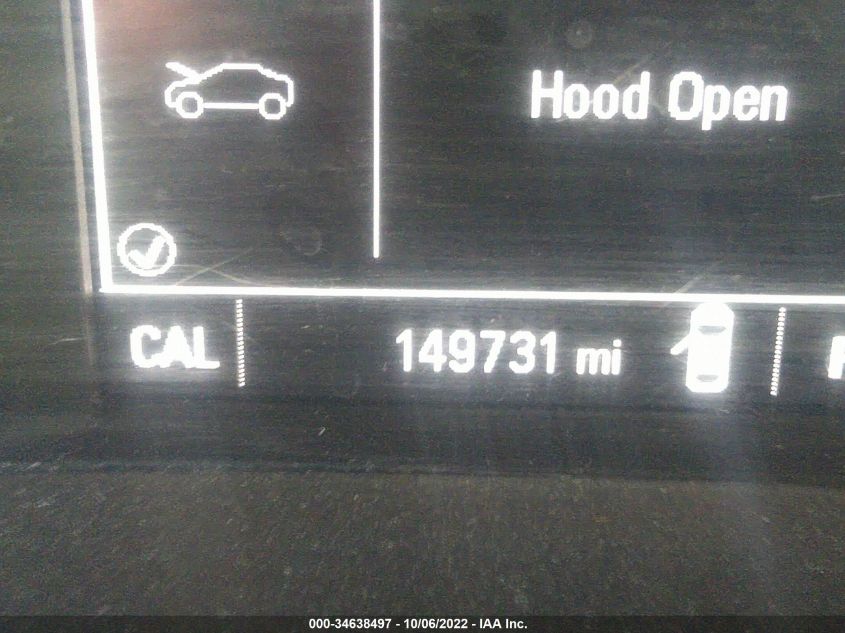 Hood Open
CAL 149731 mi
000-34638497 - 10/06/2022 - IAA Inc.